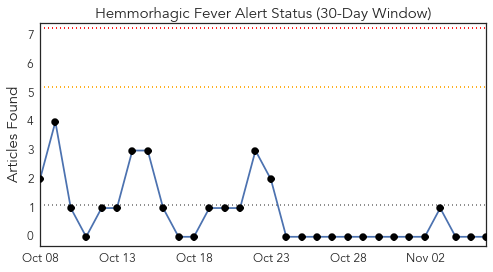 Hemmorhagic Fever Alert Status (30-Day Window)
Articles Found
7
6
5
4
3
2
1
0
Oct 08 Oct 13 Oct 18 Oct 23 Oct 28 Nov 02